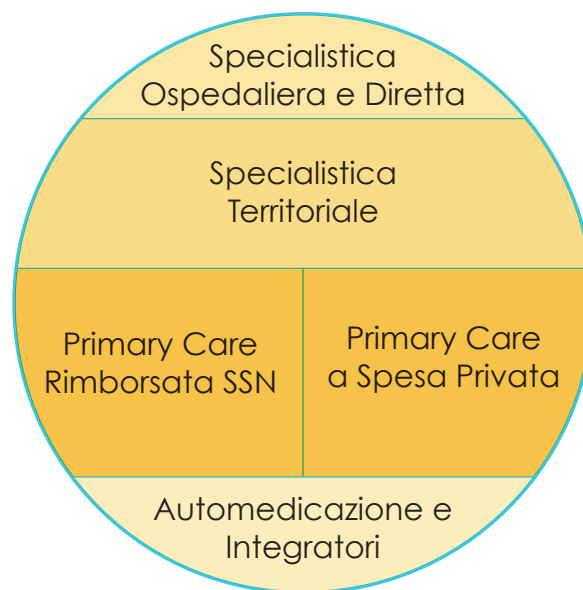 Specialistica
Ospedaliera e Diretta
Specialistica
Territoriale
Primary Care
Rimborsata SSN
Primary Care
a Spesa Privata
Automedicazione e
Integratori